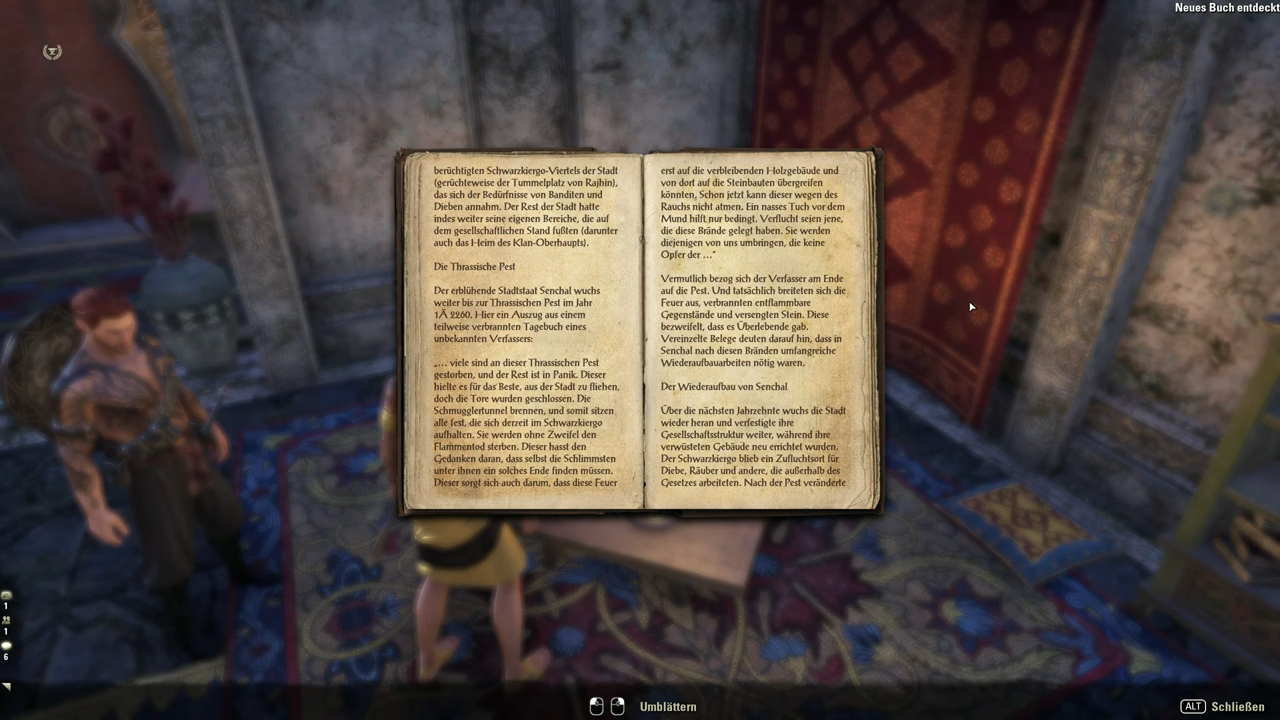 Neues Buch entdeckt
berüchtigten Schwarzkiergo-Viertels der Stadt
(gerüchteweise der Tummelplatz von Rajhin),
das sich der Bedürfnisse von Banditen und
Dieben annahm. Der Rest der Stadt hatte
indes weiter seine eigenen Bereiche, die auf
dem gesellschaftlichen Stand fußten (darunter
auch das Heim des Klan-Oberhaupts).
Die Thrassische Pest
Der erblühende Stadtstaat Senchal wuchs
weiter bis zur Thrassischen Pest im Jahr
1Ä 2260. Hier ein Auszug aus einem
teilweise verbrannten Tagebuch eines
unbekannten Verfassers:
„… viele sind an dieser Thrassischen Pest
gestorben, und der Rest ist in Panik. Dieser
hielte es für das Beste, aus der Stadt zu fliehen,
doch die Tore wurden geschlossen. Die
Schmugglertunnel brennen, und somit sitzen
alle fest, die sich derzeit im Schwarzkiergo
aufhalten. Sie werden ohne Zweifel den
Flammentod sterben. Dieser hasst den
Gedanken daran, dass selbst die Schlimmsten
unter ihnen ein solches Ende finden müssen.
Dieser sorgt sich auch darum, dass diese Feuer
erst auf die verbleibenden Holzgebäude und
von dort auf die Steinbauten übergreifen
könnten. Schon jetzt kann dieser wegen des
Rauchs nicht atmen. Ein nasses Tuch vor dem
Mund hilft nur bedingt. Verflucht seien jene,
die diese Brände gelegt haben. Sie werden
diejenigen von uns umbringen, die keine
Opfer der …“
Vermutlich bezog sich der Verfasser am Ende
auf die Pest. Und tatsächlich breiteten sich die
Feuer aus, verbrannten entflammbare
Gegenstände und versengten Stein. Diese
bezweifelt, dass es Überlebende gab.
Vereinzelte Belege deuten darauf hin, dass in
Senchal nach diesen Bränden umfangreiche
Wiederaufbauarbeiten nötig waren.
Der Wiederaufbau von Senchal
Über die nächsten Jahrzehnte wuchs die Stadt
wieder heran und verfestigte ihre
Gesellschaftsstruktur weiter, während ihre
verwüsteten Gebäude neu errichtet wurden.
Der Schwarzkiergo blieb ein Zufluchtsort für
Diebe, Räuber und andere, die außerhalb des
Gesetzes arbeiteten. Nach der Pest veränderte
1
1
6
Umblättern
ALT Schließen